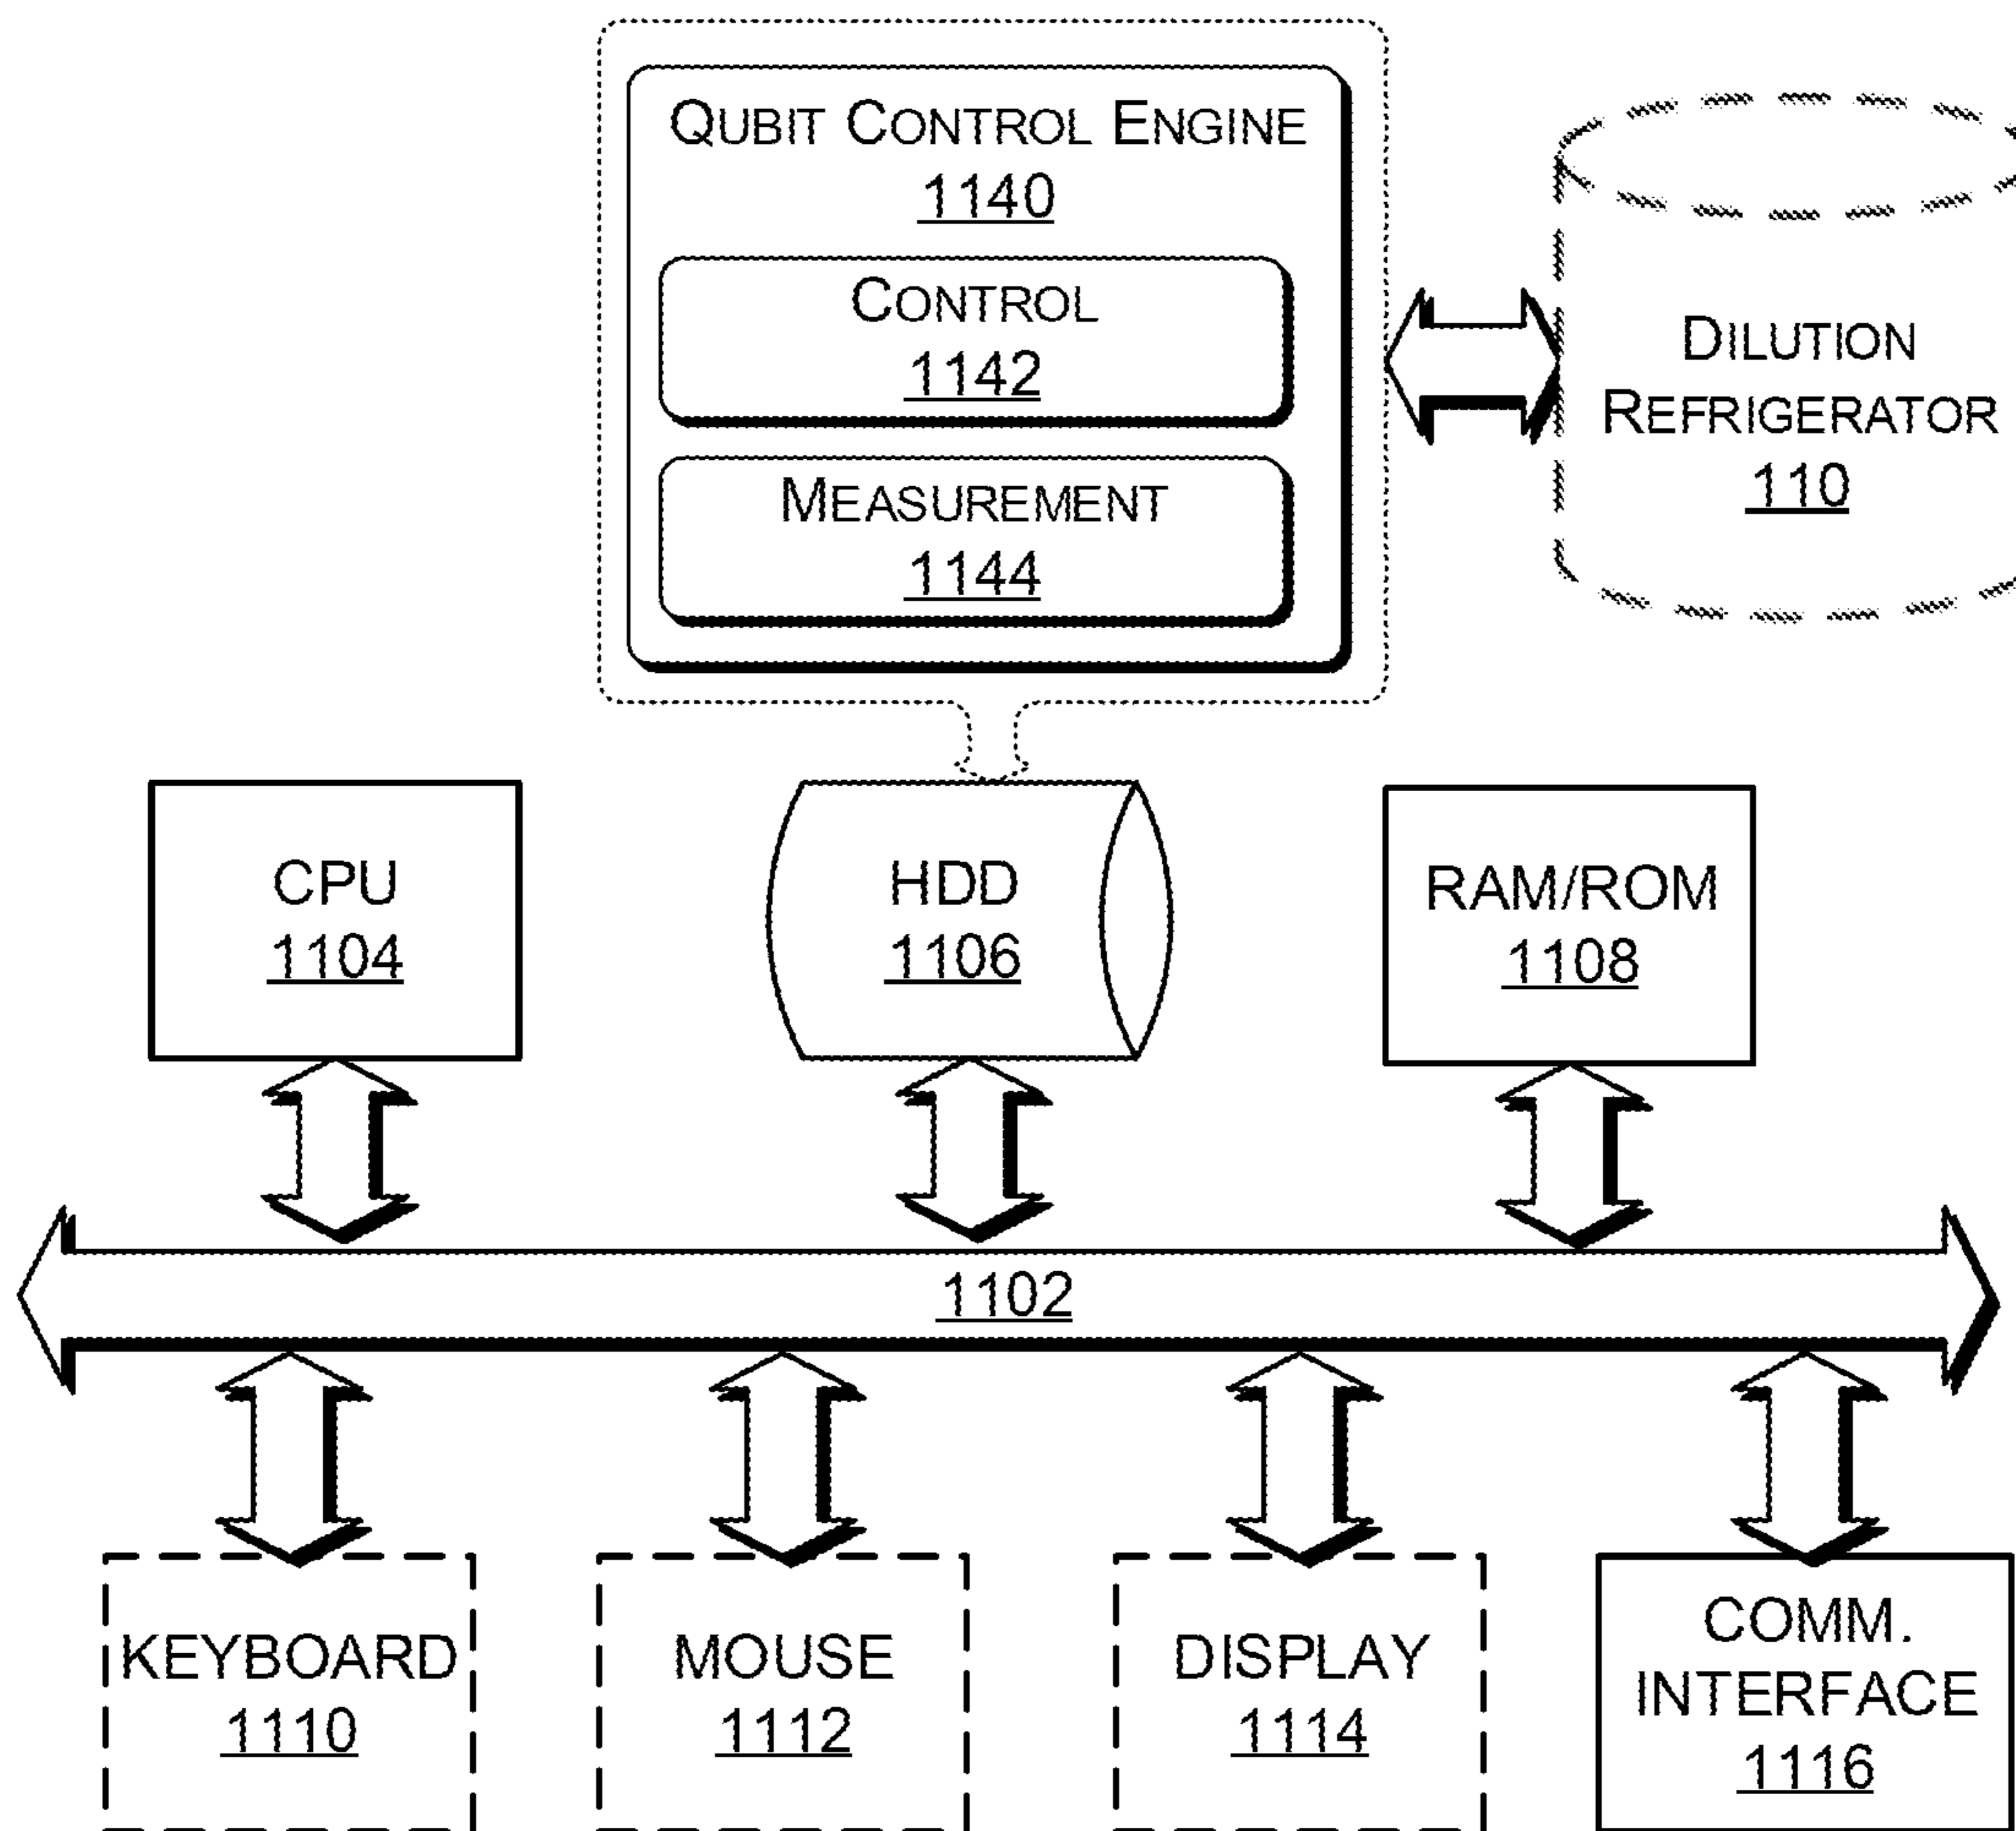 QUBIT CONTROL ENGINE
1140
CONTROL
1142
MEASUREMENT
1144
DILUTION
REFRIGERATOR
110
CPU
1104
HDD
1106
RAM/ROM
1108
1102
KEYBOARD
1110
MOUSE
1112
DISPLAY
1114
COMM.
INTERFACE
1116